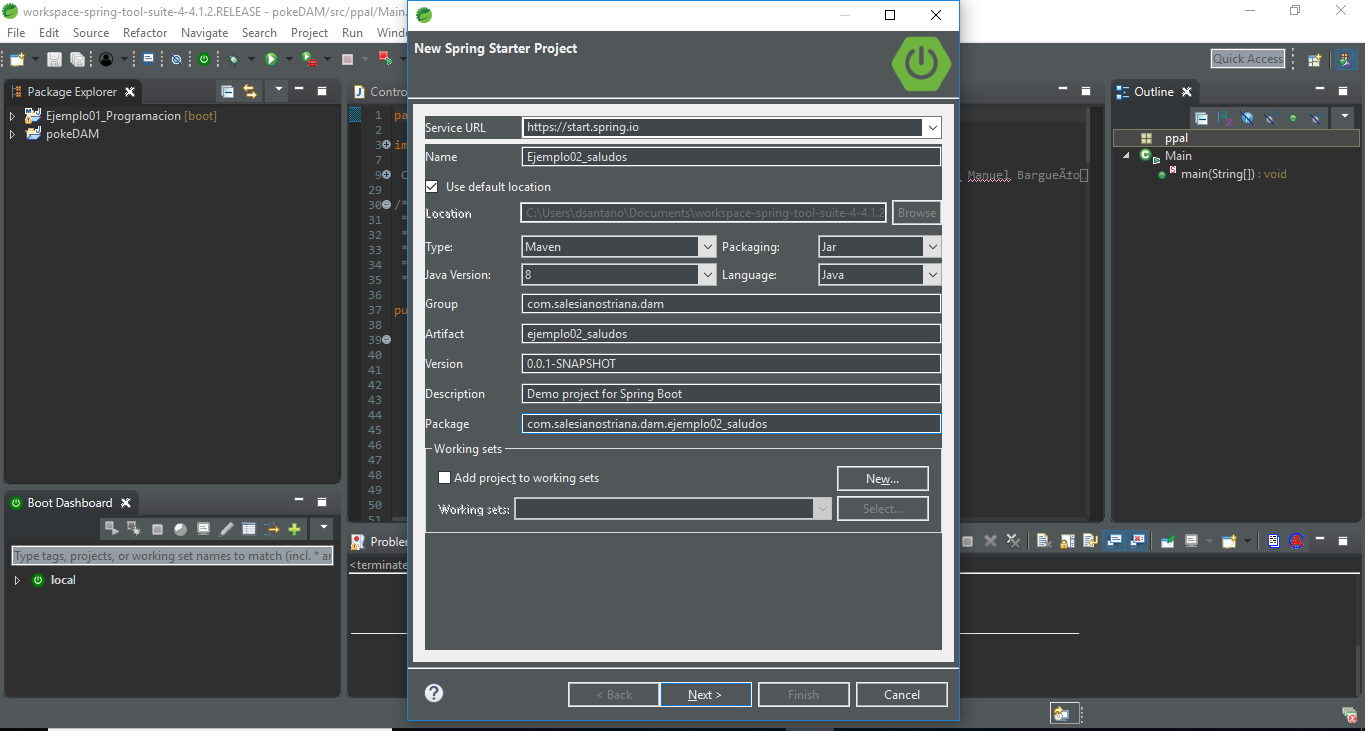 workspace-spring-tool-suite-4-4.1.2.RELEASE - pokeDAM/src/ppal/Main.
File Edit Source Refactor Navigate Search Project Run Windo
Quick Access
Package Explorer
Ejemplo01_Programacion [boot]
pokeDAM
Boot Dashboard
Type tags, projects, or working set names to match (incl. * ar
local
Contro
1 pa
2
3 im
7
9 C
Manuel BargueÃ±o
29
30 /*
31 *
32 *
33 *
34 *
35 *
36
37 pu
38
39
40
41
42
43
44
45
46
47
48
49
50
51
New Spring Starter Project
Service URL https://start.spring.io
Name Ejemplo02_saludos
Use default location
Location C:\Users\dsantano\Documents\workspace-spring-tool-suite-4-4.1.2 Browse
Type: Maven Packaging: Jar
Java Version: 8 Language: Java
Group com.salesianostriana.dam
Artifact ejemplo02_saludos
Version 0.0.1-SNAPSHOT
Description Demo project for Spring Boot
Package com.salesianostriana.dam.ejemplo02_saludos
Working sets
Add project to working sets New...
Working sets: Select...
< Back Next > Finish Cancel
Outline
ppal
Main
main(String[]) : void
Problem
<terminate